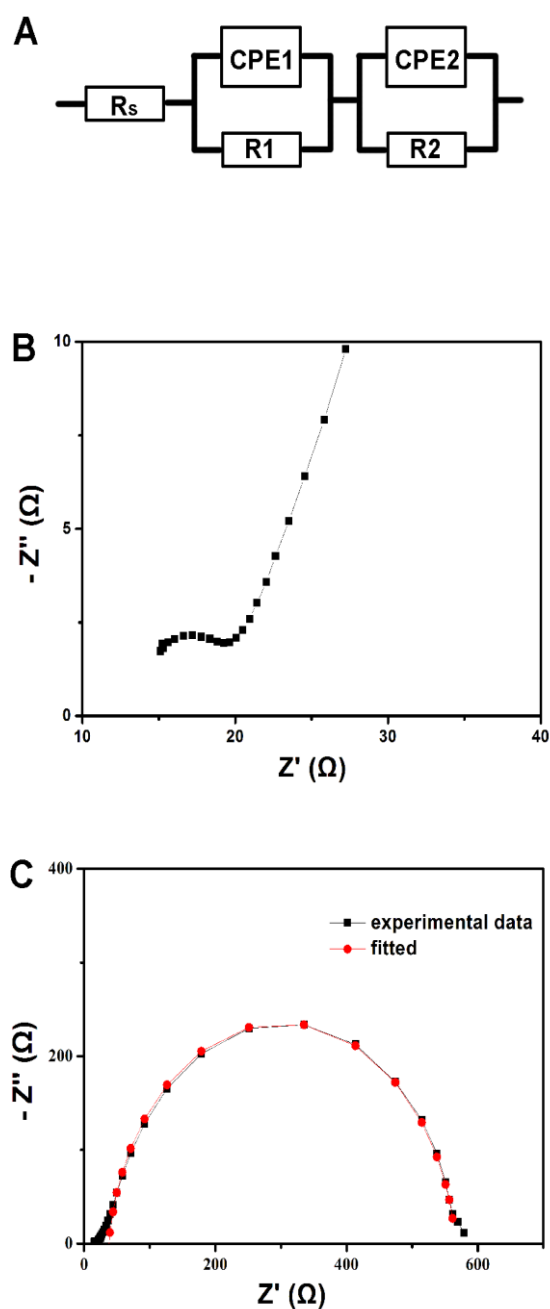 A
CPE1 CPE2
Rs
R1 R2
B
10
5
0
10 20 30 40
- Z'' (Ω)
Z' (Ω)
C
400
200
0
0 200 400 600
experimental data
fitted
- Z'' (Ω)
Z' (Ω)